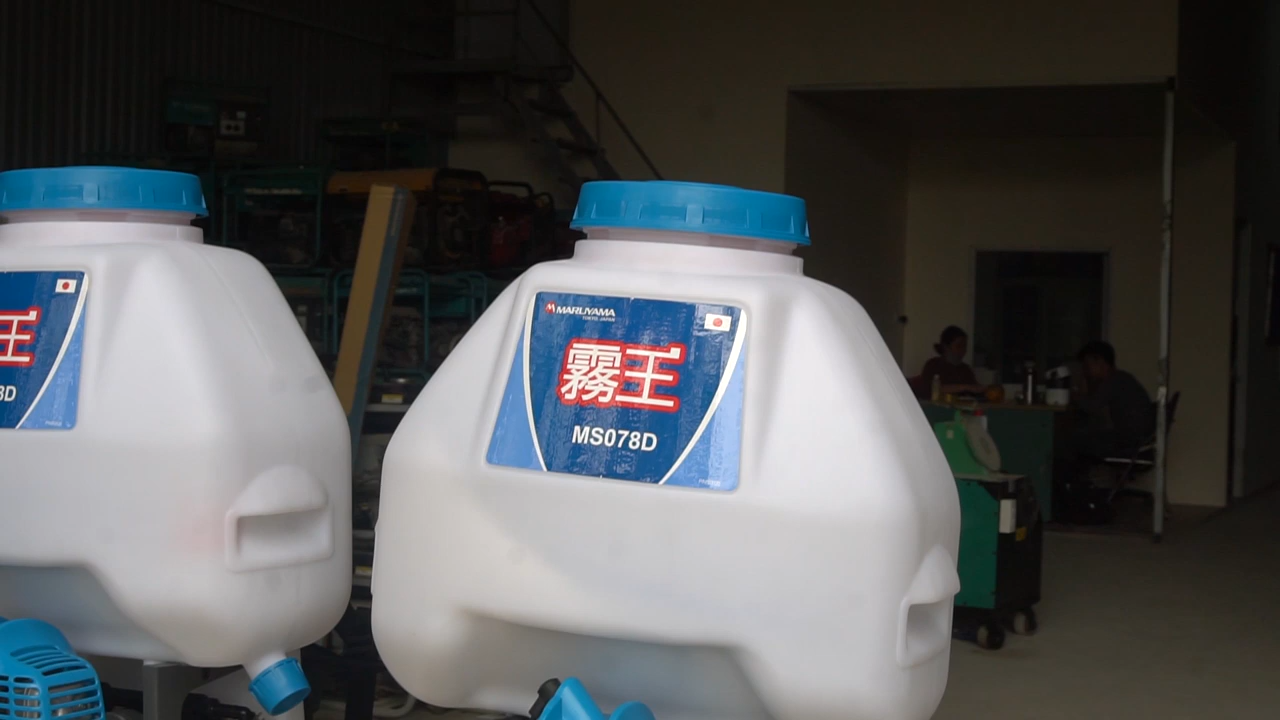 MARUYAMA
TOKYO, JAPAN
霧王
MS078D
王
8D